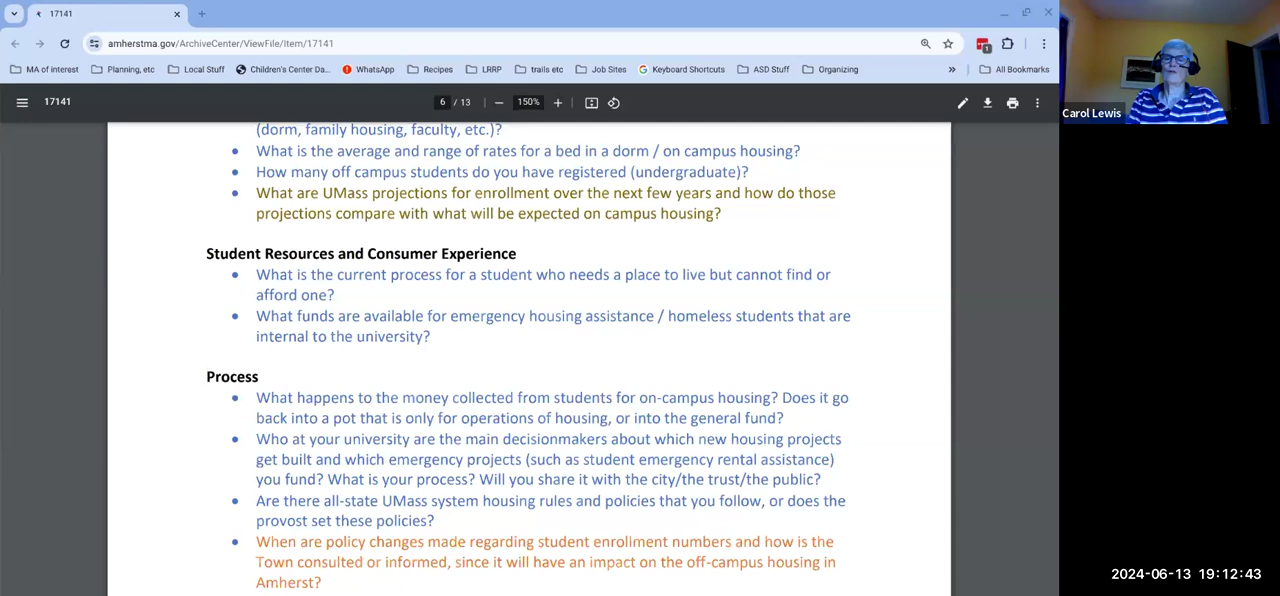 17141
amherstma.gov/ArchiveCenter/ViewFile/Item/17141
MA of interest
Planning, etc
Local Stuff
Children's Center Da...
WhatsApp
Recipes
LRRP
trails etc
Job Sites
Keyboard Shortcuts
ASD Stuff
Organizing
»
All Bookmarks
17141
6 / 13
150%
Carol Lewis
(dorm, family housing, faculty, etc.)?
• What is the average and range of rates for a bed in a dorm / on campus housing?
• How many off campus students do you have registered (undergraduate)?
• What are UMass projections for enrollment over the next few years and how do those
projections compare with what will be expected on campus housing?
Student Resources and Consumer Experience
• What is the current process for a student who needs a place to live but cannot find or
afford one?
• What funds are available for emergency housing assistance / homeless students that are
internal to the university?
Process
• What happens to the money collected from students for on-campus housing? Does it go
back into a pot that is only for operations of housing, or into the general fund?
• Who at your university are the main decisionmakers about which new housing projects
get built and which emergency projects (such as student emergency rental assistance)
you fund? What is your process? Will you share it with the city/the trust/the public?
• Are there all-state UMass system housing rules and policies that you follow, or does the
provost set these policies?
• When are policy changes made regarding student enrollment numbers and how is the
Town consulted or informed, since it will have an impact on the off-campus housing in
Amherst?
2024-06-13 19:12:43